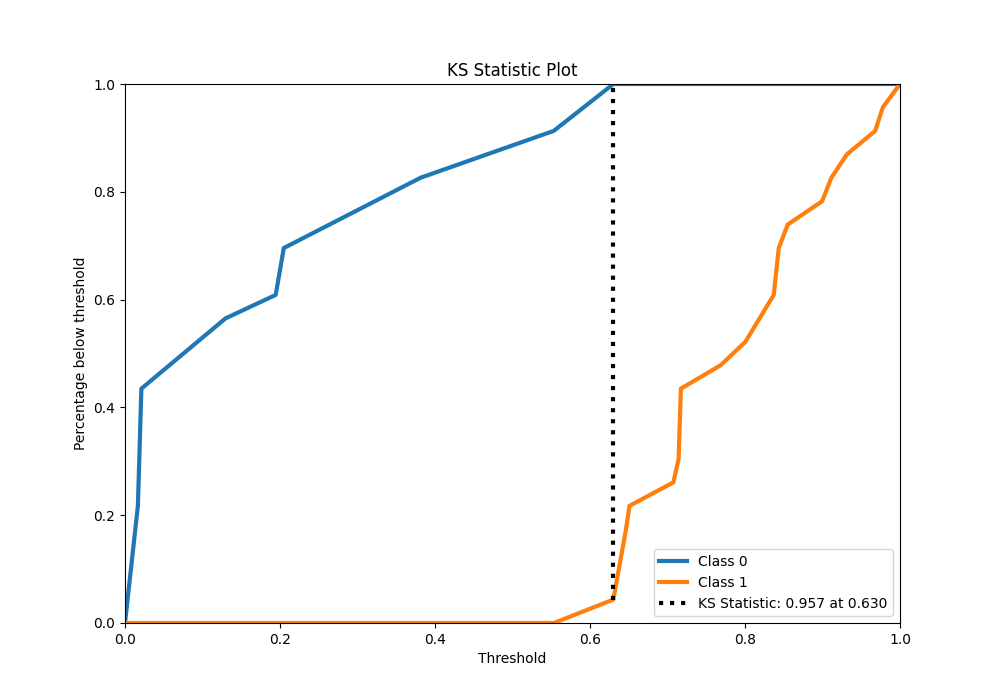 KS Statistic Plot
1.0
0.8
0.6
0.4
0.2
0.0
Percentage below threshold
0.0 0.2 0.4 0.6 0.8 1.0
Threshold
Class 0
Class 1
KS Statistic: 0.957 at 0.630